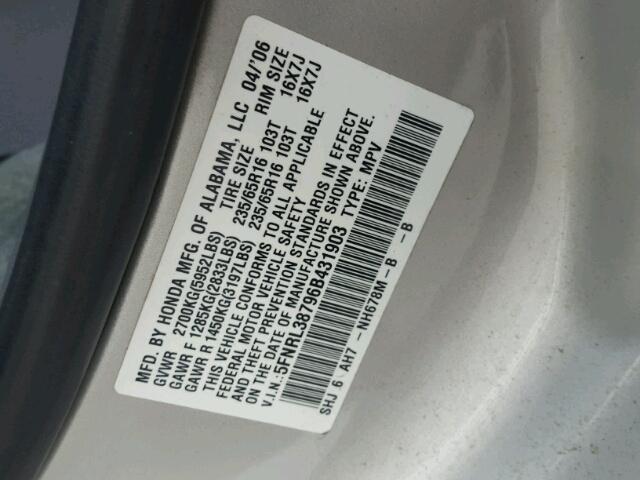 MFD. BY HONDA MFG. OF ALABAMA, LLC 04/'06
TIRE SIZE RIM SIZE
GVWR 2700KG(5952LBS)
GAWR F 1285KG(2833LBS) 235/65R16 103T 16X7J
GAWR R 1450KG(3197LBS) 235/65R16 103T 16X7J
THIS VEHICLE CONFORMS TO ALL APPLICABLE
FEDERAL MOTOR VEHICLE SAFETY
AND THEFT PREVENTION STANDARDS IN EFFECT
ON THE DATE OF MANUFACTURE SHOWN ABOVE.
V.I.N.:5FNRL38796B431903 TYPE: MPV
SHJ 6 AH7 - NH678M-B - B